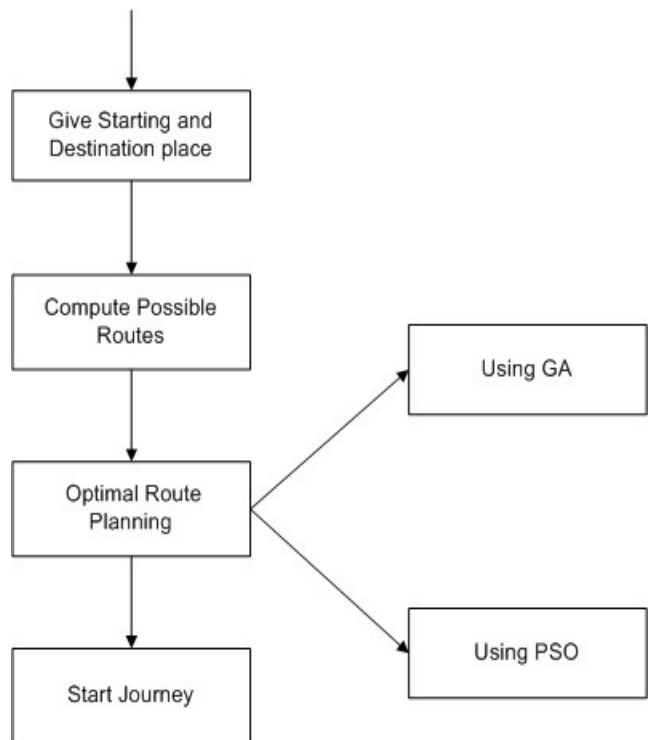 Give Starting and
Destination place
Compute Possible
Routes
Using GA
Optimal Route
Planning
Using PSO
Start Journey